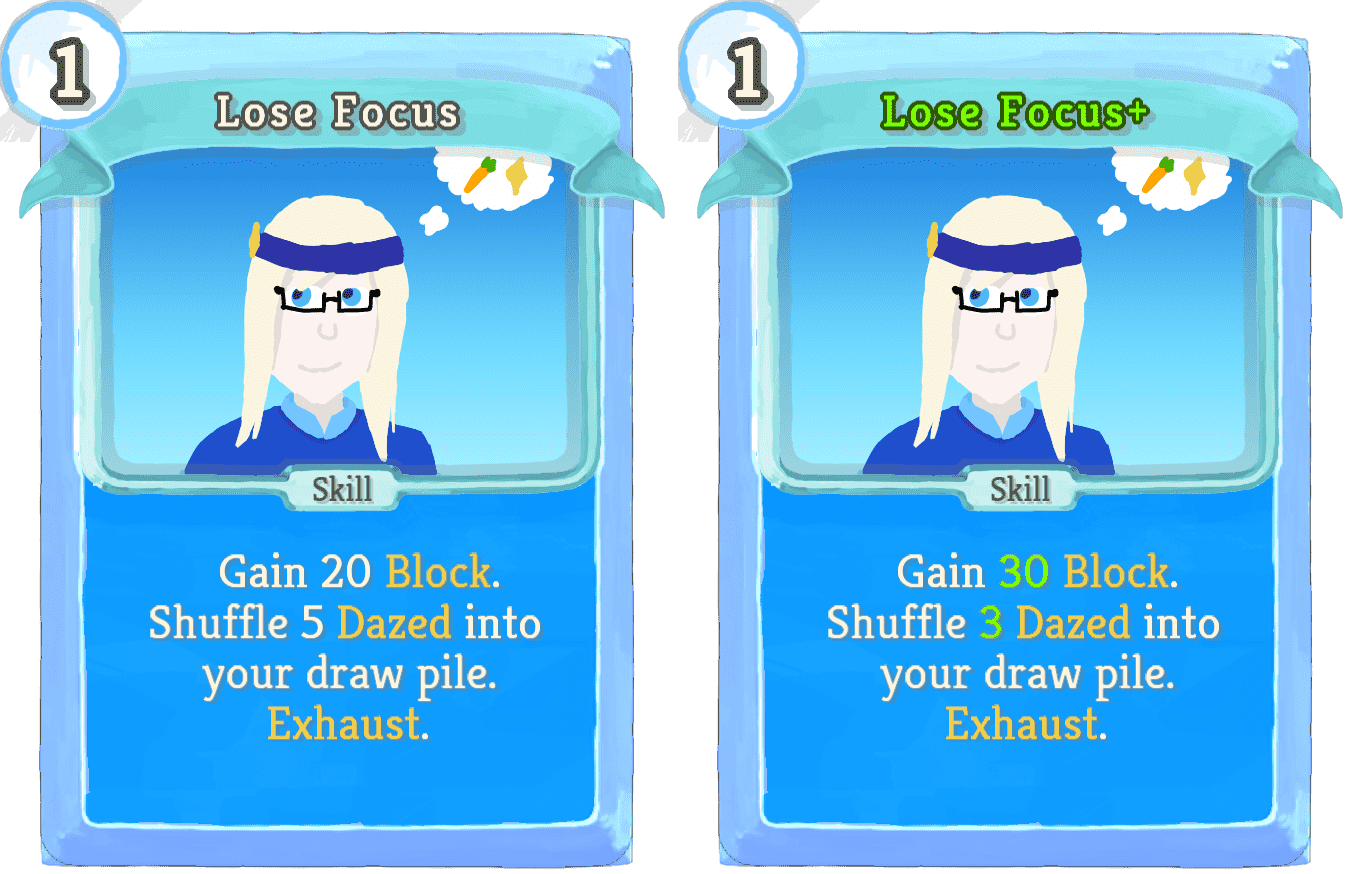 1
Lose Focus
Skill
Gain 20 Block.
Shuffle 5 Dazed into
your draw pile.
Exhaust.
1
Lose Focus+
Skill
Gain 30 Block.
Shuffle 3 Dazed into
your draw pile.
Exhaust.